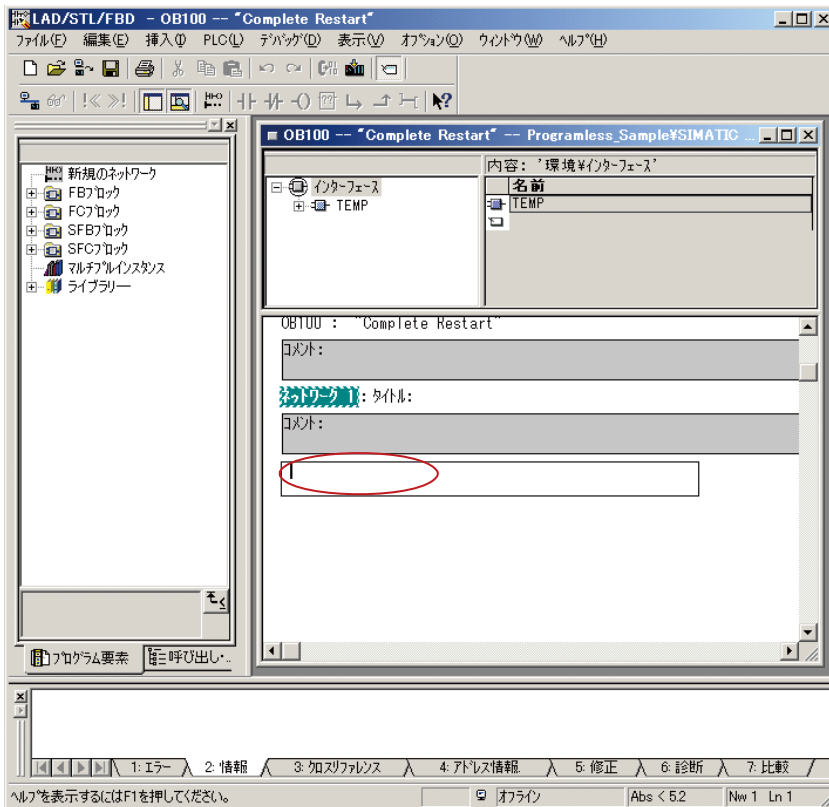 LAD/STL/FBD - OB100 -- "Complete Restart"
ファイル(F) 編集(E) 挿入(I) PLC(L) デバッグ(D) 表示(V) オプション(O) ウィンドウ(W) ヘルプ(H)
新規のネットワーク
FBブロック
FCブロック
SFBブロック
SFCブロック
マルチプルインスタンス
ライブラリー
プログラム要素
呼び出し・..
OB100 -- "Complete Restart" -- Programless_Sample¥SIMATIC ...
インターフェース
TEMP
内容: '環境¥インターフェース'
名前
TEMP
OB100 : "Complete Restart"
コメント:
ネットワーク 1: タイトル:
コメント:
1: エラー 2: 情報 3: クロスリファレンス 4: アドレス情報. 5: 修正 6: 診断 7: 比較
ヘルプを表示するにはF1を押してください。 オフライン Abs < 5.2 Nw 1 Ln 1